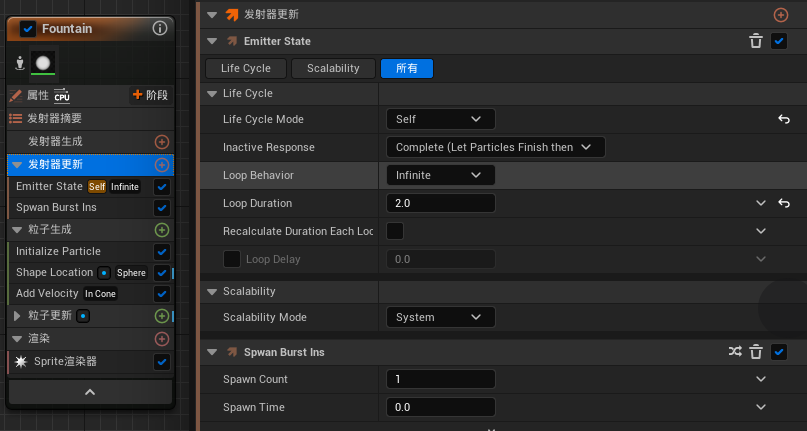 Fountain
属性 CPU 阶段
发射器摘要
发射器生成
发射器更新
Emitter State Self Infinite
Spwan Burst Ins
粒子生成
Initialize Particle
Shape Location Sphere
Add Velocity In Cone
粒子更新
渲染
Sprite渲染器
发射器更新
Emitter State
Life Cycle Scalability 所有
Life Cycle
Life Cycle Mode Self
Inactive Response Complete (Let Particles Finish then
Loop Behavior Infinite
Loop Duration 2.0
Recalculate Duration Each Loo
Loop Delay 0.0
Scalability
Scalability Mode System
Spwan Burst Ins
Spawn Count 1
Spawn Time 0.0